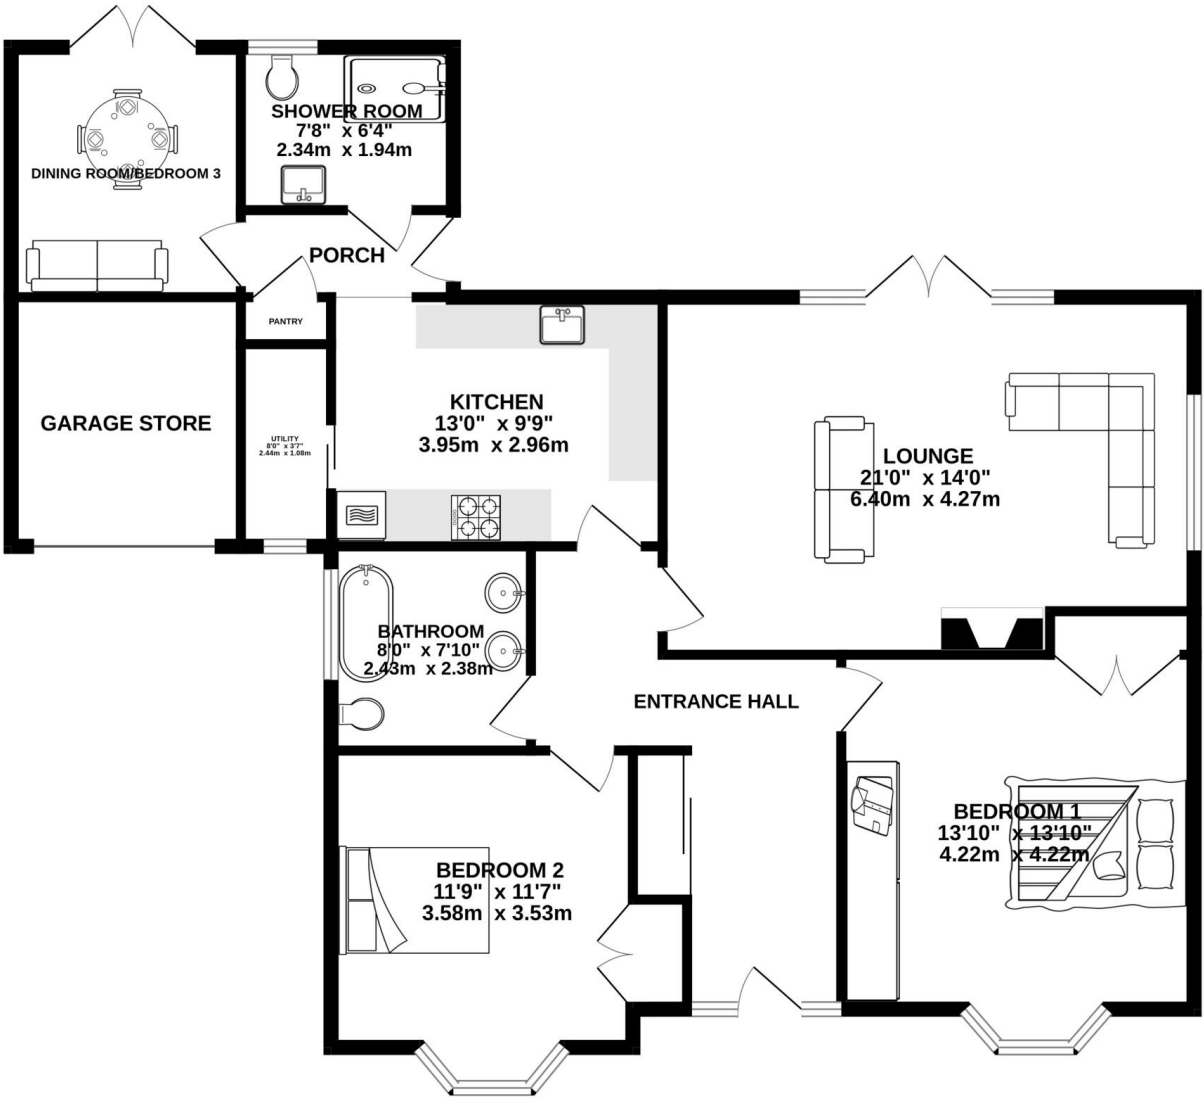 SHOWER ROOM
7'8" x 6'4"
2.34m x 1.94m
DINING ROOM/BEDROOM 3
PORCH
PANTRY
KITCHEN
13'0" x 9'9"
3.95m x 2.96m
GARAGE STORE
UTILITY
8'0" x 3'7"
2.44m x 1.08m
LOUNGE
21'0" x 14'0"
6.40m x 4.27m
BATHROOM
8'0" x 7'10"
2.43m x 2.38m
ENTRANCE HALL
BEDROOM 1
13'10" x 13'10"
4.22m x 4.22m
BEDROOM 2
11'9" x 11'7"
3.58m x 3.53m